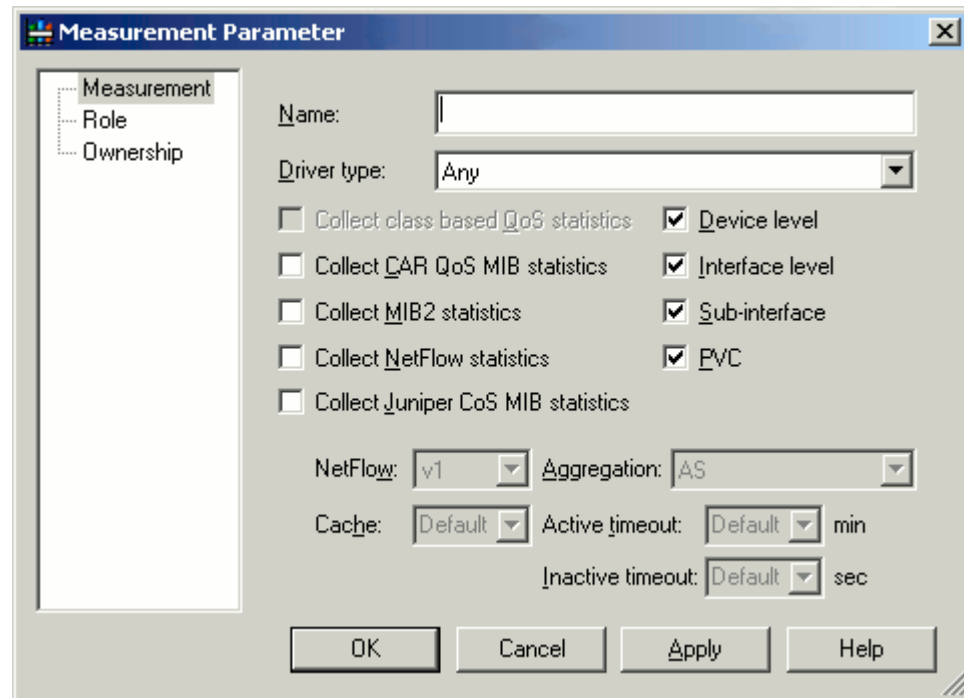 Measurement Parameter
Measurement
Role
Ownership
Name:
Driver type: Any
Collect class based QoS statistics Device level
Collect CAR QoS MIB statistics Interface level
Collect MIB2 statistics Sub-interface
Collect NetFlow statistics PVC
Collect Juniper CoS MIB statistics
NetFlow: v1 Aggregation: AS
Cache: Default Active timeout: Default min
Inactive timeout: Default sec
OK Cancel Apply Help